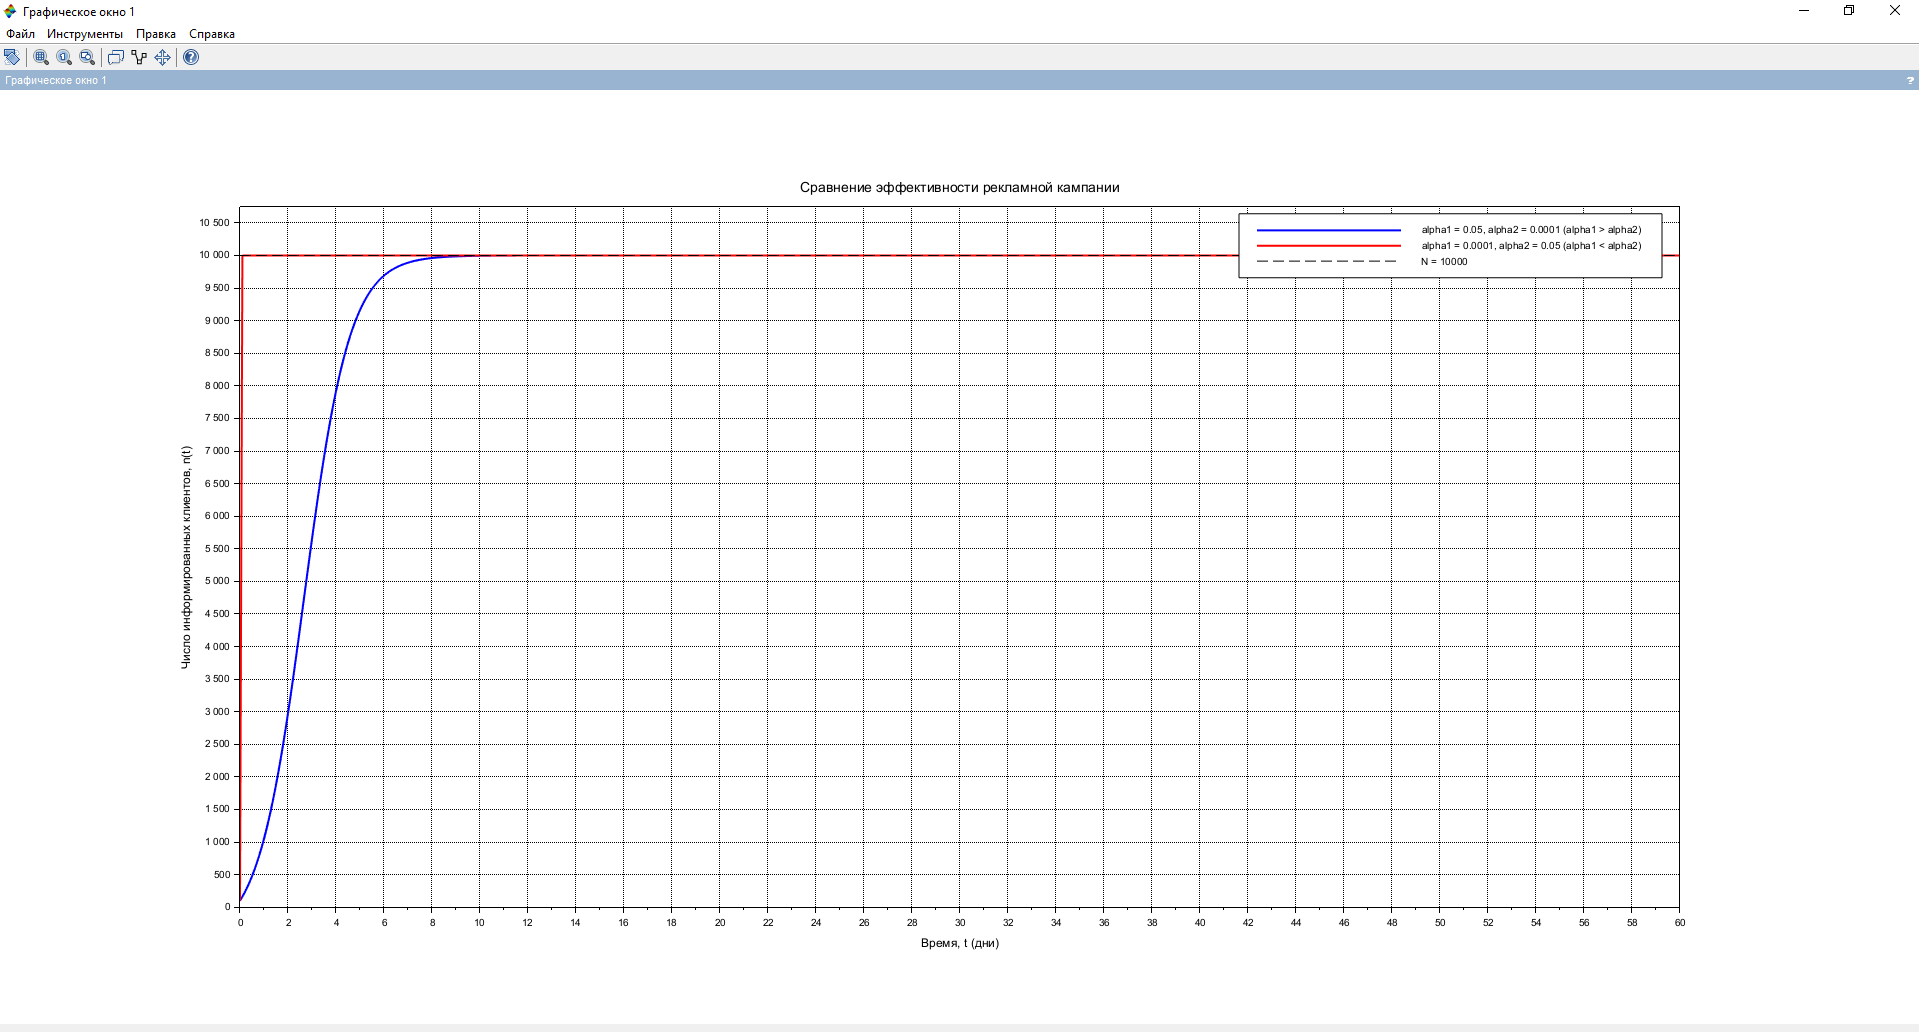 Графическое окно 1
Файл Инструменты Правка Справка
Графическое окно 1 ?
Сравнение эффективности рекламной кампании
10 500
10 000
9 500
9 000
8 500
8 000
7 500
7 000
6 500
6 000
5 500
5 000
4 500
4 000
3 500
3 000
2 500
2 000
1 500
1 000
500
0
Число информированных клиентов, n(t)
alpha1 = 0.05, alpha2 = 0.0001 (alpha1 > alpha2)
alpha1 = 0.0001, alpha2 = 0.05 (alpha1 < alpha2)
N = 10000
0 2 4 6 8 10 12 14 16 18 20 22 24 26 28 30 32 34 36 38 40 42 44 46 48 50 52 54 56 58 60
Время, t (дни)